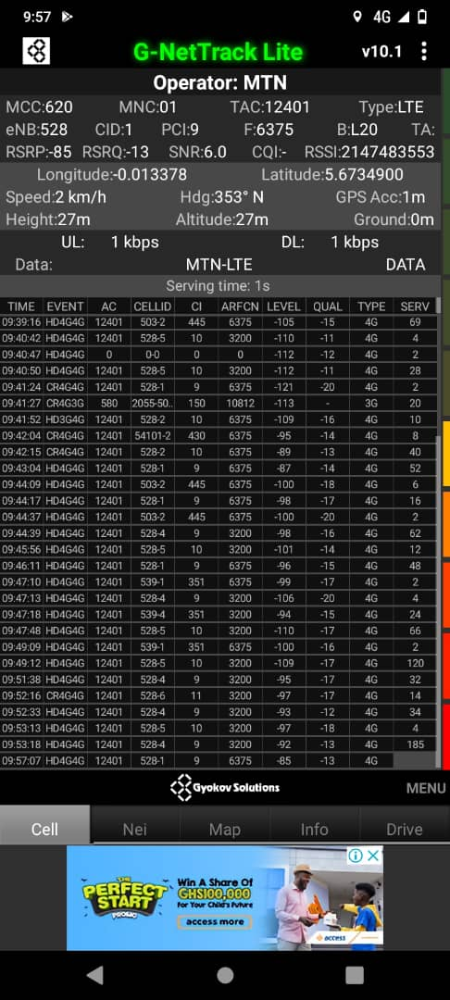 9:57
4G
G-NetTrack Lite v10.1
Operator: MTN
MCC:620 MNC:01 TAC:12401 Type:LTE
eNB:528 CID:1 PCI:9 F:6375 B:L20 TA:
RSRP:-85 RSRQ:-13 SNR:6.0 CQI:- RSSI:2147483553
Longitude:-0.013378 Latitude:5.6734900
Speed:2 km/h Hdg:353° N GPS Acc:1m
Height:27m Altitude:27m Ground:0m
UL: 1 kbps DL: 1 kbps
Data: MTN-LTE DATA
Serving time: 1s
TIME EVENT AC CELLID CI ARFCN LEVEL QUAL TYPE SERV
09:39:16 HD4G4G 12401 503-2 445 6375 -105 -15 4G 69
09:40:42 HD4G4G 12401 528-5 10 3200 -110 -11 4G 4
09:40:47 HD4G4G 0 0-0 0 0 -112 -12 4G 2
09:40:50 HD4G4G 12401 528-5 10 3200 -112 -11 4G 28
09:41:24 CR4G4G 12401 528-1 9 6375 -121 -20 4G 2
09:41:27 CR4G3G 580 2055-50.. 150 10812 -113 - 3G 20
09:41:52 HD3G4G 12401 528-2 10 6375 -109 -16 4G 10
09:42:04 CR4G4G 12401 54101-2 430 6375 -95 -14 4G 8
09:42:15 CR4G4G 12401 528-2 10 6375 -89 -13 4G 40
09:43:04 HD4G4G 12401 528-1 9 6375 -87 -14 4G 52
09:44:09 HD4G4G 12401 503-2 445 6375 -100 -18 4G 6
09:44:17 HD4G4G 12401 528-1 9 6375 -98 -17 4G 16
09:44:37 HD4G4G 12401 503-2 445 6375 -100 -20 4G 2
09:44:39 HD4G4G 12401 528-4 9 3200 -98 -16 4G 62
09:45:56 HD4G4G 12401 528-5 10 3200 -101 -14 4G 12
09:46:11 HD4G4G 12401 528-1 9 6375 -96 -15 4G 48
09:47:10 HD4G4G 12401 539-1 351 6375 -99 -17 4G 2
09:47:13 HD4G4G 12401 528-4 9 3200 -106 -20 4G 4
09:47:18 HD4G4G 12401 539-4 351 3200 -94 -15 4G 24
09:47:48 HD4G4G 12401 528-5 10 3200 -110 -17 4G 66
09:49:09 HD4G4G 12401 539-1 351 6375 -100 -16 4G 2
09:49:12 HD4G4G 12401 528-5 10 3200 -109 -17 4G 120
09:51:38 HD4G4G 12401 528-4 9 3200 -95 -17 4G 32
09:52:16 CR4G4G 12401 528-6 11 3200 -97 -17 4G 14
09:52:33 HD4G4G 12401 528-4 9 3200 -93 -12 4G 34
09:53:13 HD4G4G 12401 528-5 10 3200 -97 -18 4G 4
09:53:18 HD4G4G 12401 528-4 9 3200 -92 -13 4G 185
09:57:07 HD4G4G 12401 528-1 9 6375 -85 -13 4G
Gyokov Solutions MENU
Cell Nei Map Info Drive
THE PERFECT START PROMO
Win A Share Of
GHS100,000
For Your Child's Future
access more
access